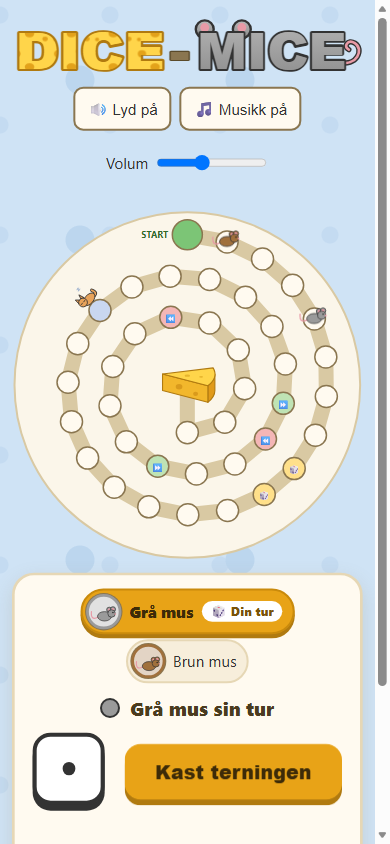 DICE-MICE
Lyd på
Musikk på
Volum
START
Grå mus
Din tur
Brun mus
Grå mus sin tur
Kast terningen